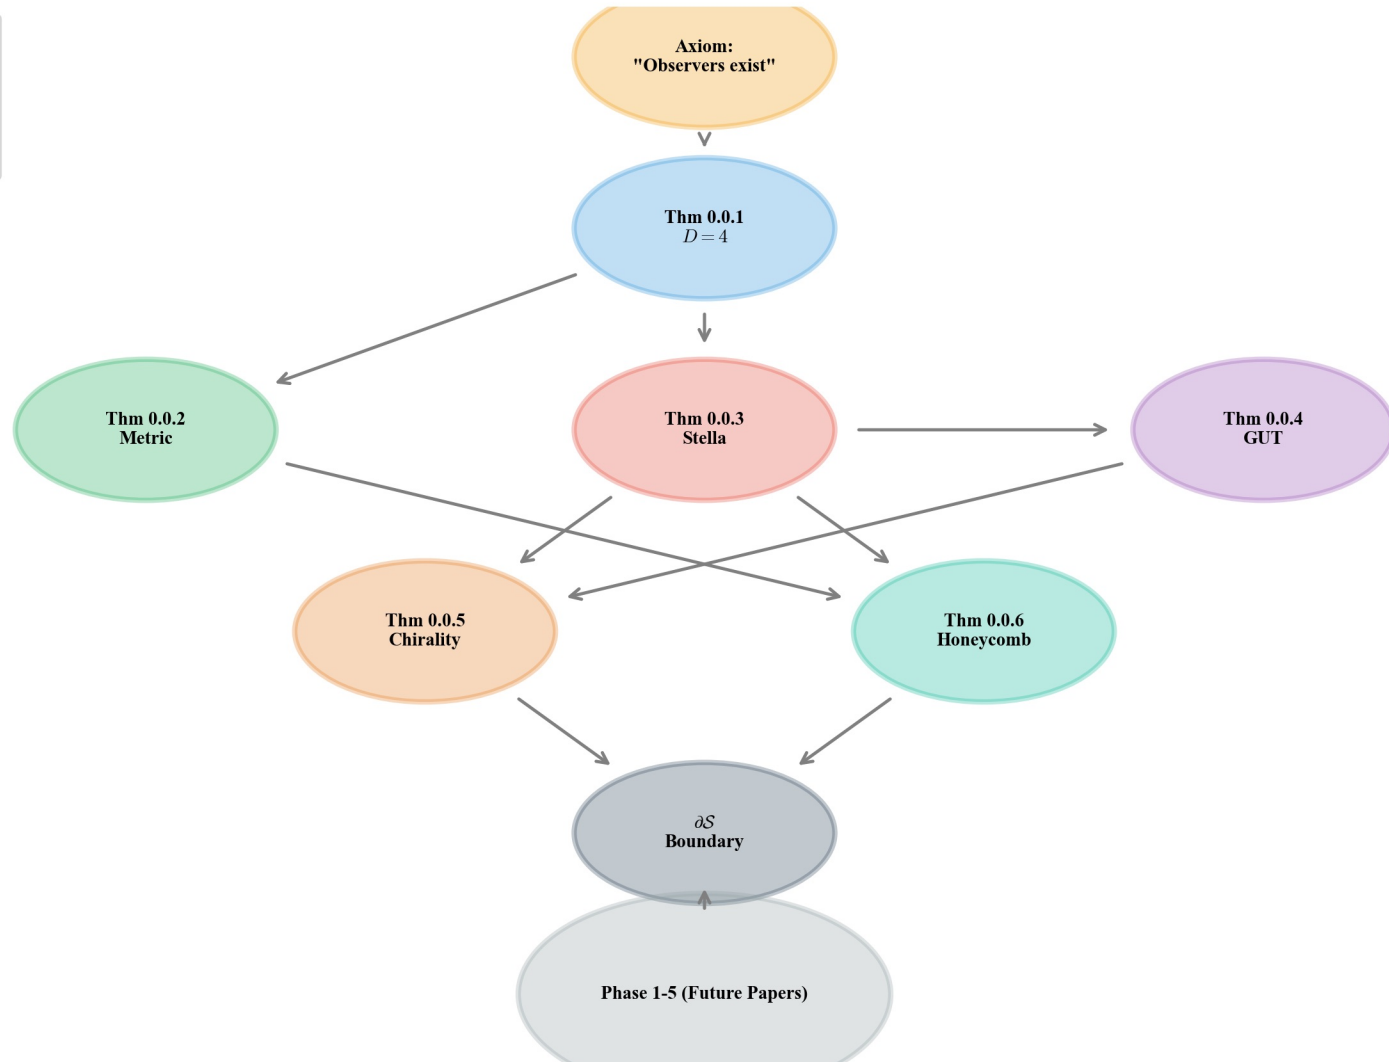 Axiom:
"Observers exist"
Thm 0.0.1
D = 4
Thm 0.0.2
Metric
Thm 0.0.3
Stella
Thm 0.0.4
GUT
Thm 0.0.5
Chirality
Thm 0.0.6
Honeycomb
∂𝒮
Boundary
Phase 1-5 (Future Papers)